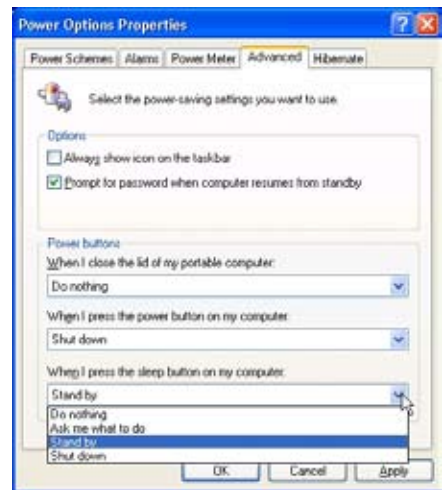 Power Options Properties
Power Schemes Alarms Power Meter Advanced Hibernate
Select the power-saving settings you want to use.
Options
Always show icon on the taskbar
Prompt for password when computer resumes from standby
Power buttons
When I close the lid of my portable computer:
Do nothing
When I press the power button on my computer:
Shut down
When I press the sleep button on my computer:
Stand by
Do nothing
Ask me what to do
Stand by
Shut down
OK Cancel Apply